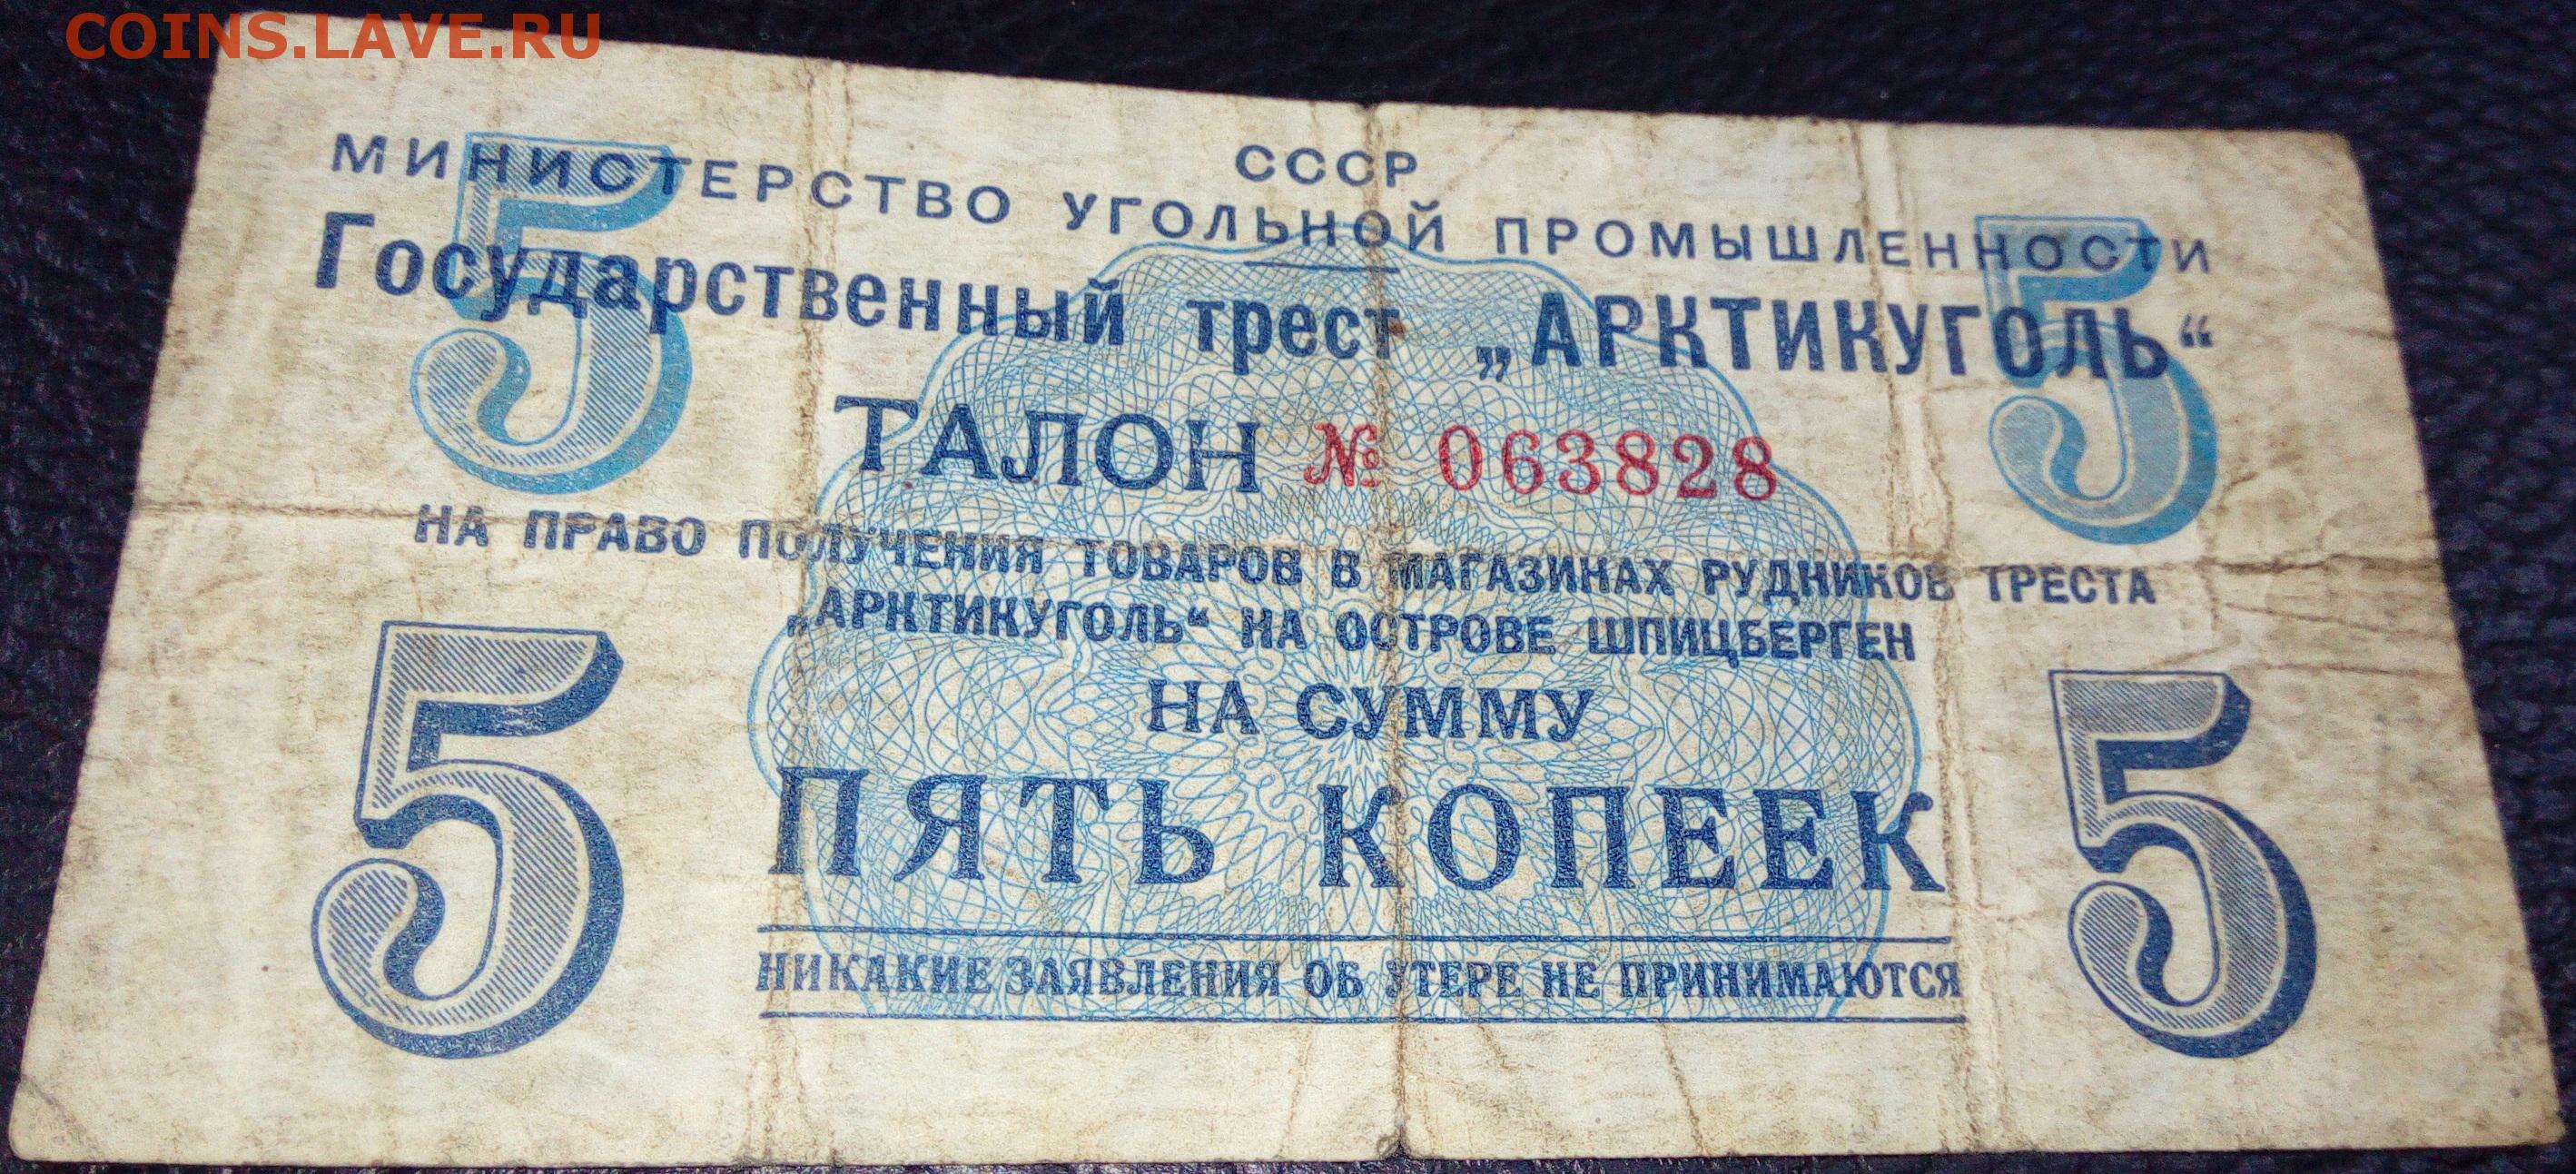 COINS.LAVE.RU
СССР
МИНИСТЕРСТВО УГОЛЬНОЙ ПРОМЫШЛЕННОСТИ
Государственный трест „АРКТИКУГОЛЬ“
5 5
ТАЛОН № 063828
НА ПРАВО ПОЛУЧЕНИЯ ТОВАРОВ В МАГАЗИНАХ РУДНИКОВ ТРЕСТА
„АРКТИКУГОЛЬ“ НА ОСТРОВЕ ШПИЦБЕРГЕН
НА СУММУ
5 ПЯТЬ КОПЕЕК 5
НИКАКИЕ ЗАЯВЛЕНИЯ ОБ УТЕРЕ НЕ ПРИНИМАЮТСЯ